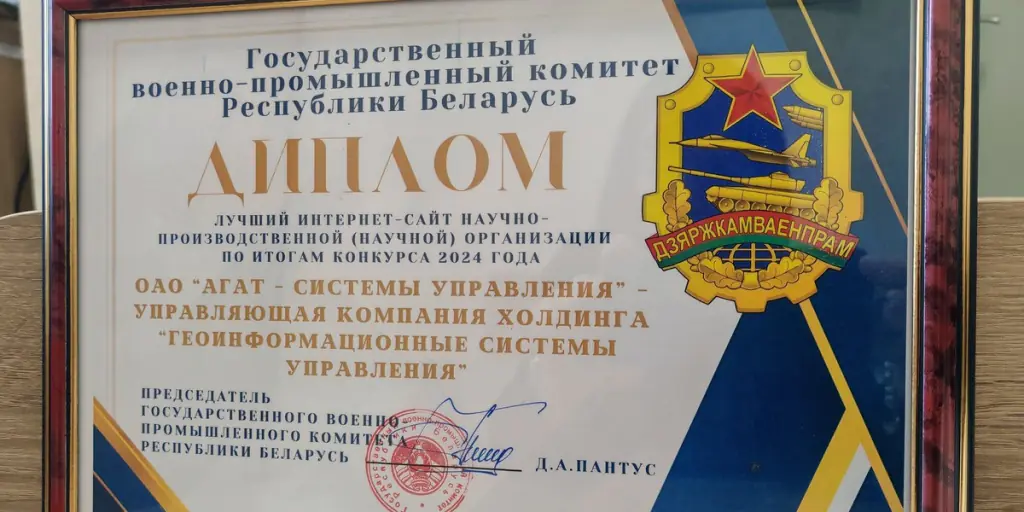 Государственный
военно-промышленный комитет
Республики Беларусь
ДИПЛОМ
ЛУЧШИЙ ИНТЕРНЕТ-САЙТ НАУЧНО-
ПРОИЗВОДСТВЕННОЙ (НАУЧНОЙ) ОРГАНИЗАЦИИ
ПО ИТОГАМ КОНКУРСА 2024 ГОДА
ОАО "АГАТ - СИСТЕМЫ УПРАВЛЕНИЯ" -
УПРАВЛЯЮЩАЯ КОМПАНИЯ ХОЛДИНГА
"ГЕОИНФОРМАЦИОННЫЕ СИСТЕМЫ
УПРАВЛЕНИЯ"
ДЗЯРЖКАМВАЕНПРАМ
ПРЕДСЕДАТЕЛЬ
ГОСУДАРСТВЕННОГО ВОЕННО-
ПРОМЫШЛЕННОГО КОМИТЕТА
РЕСПУБЛИКИ БЕЛАРУСЬ
Д.А.ПАНТУС